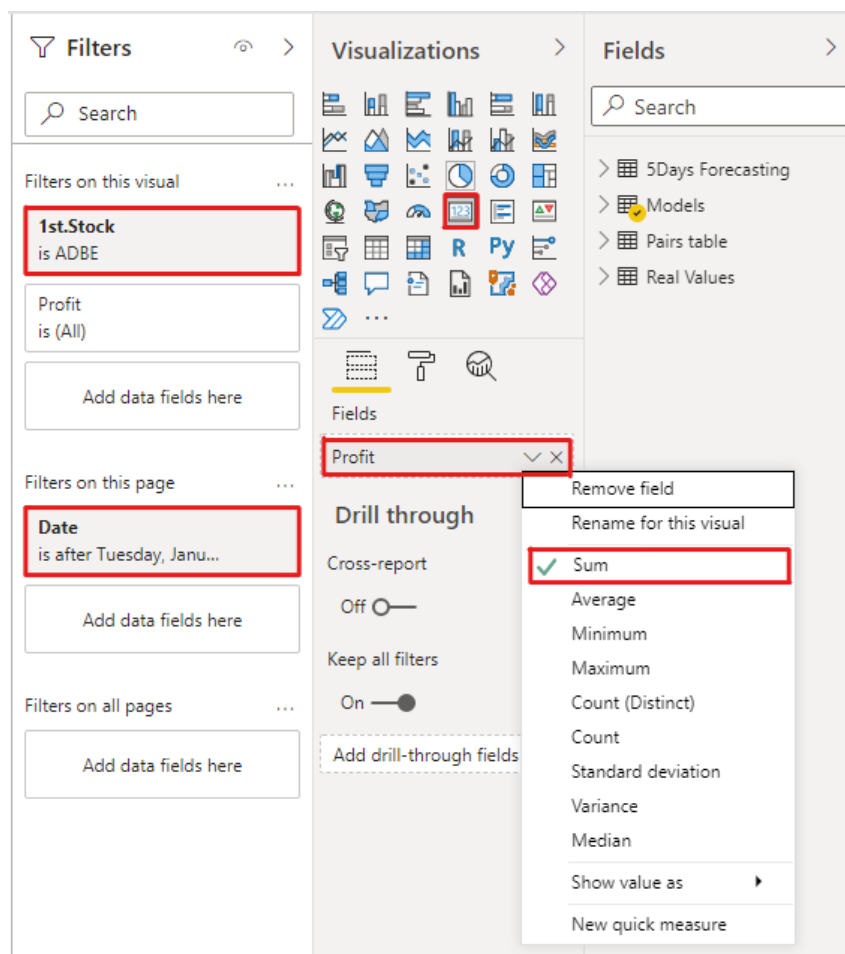 Filters
Search
Filters on this visual
...
1st.Stock
is ADBE
Profit
is (All)
Add data fields here
Filters on this page
...
Date
is after Tuesday, Janu...
Add data fields here
Filters on all pages
...
Add data fields here
Visualizations
123
R
Py
...
Fields
Profit
Drill through
Cross-report
Off
Keep all filters
On
Add drill-through fields
Remove field
Rename for this visual
Sum
Average
Minimum
Maximum
Count (Distinct)
Count
Standard deviation
Variance
Median
Show value as
New quick measure
Fields
Search
5Days Forecasting
Models
Pairs table
Real Values